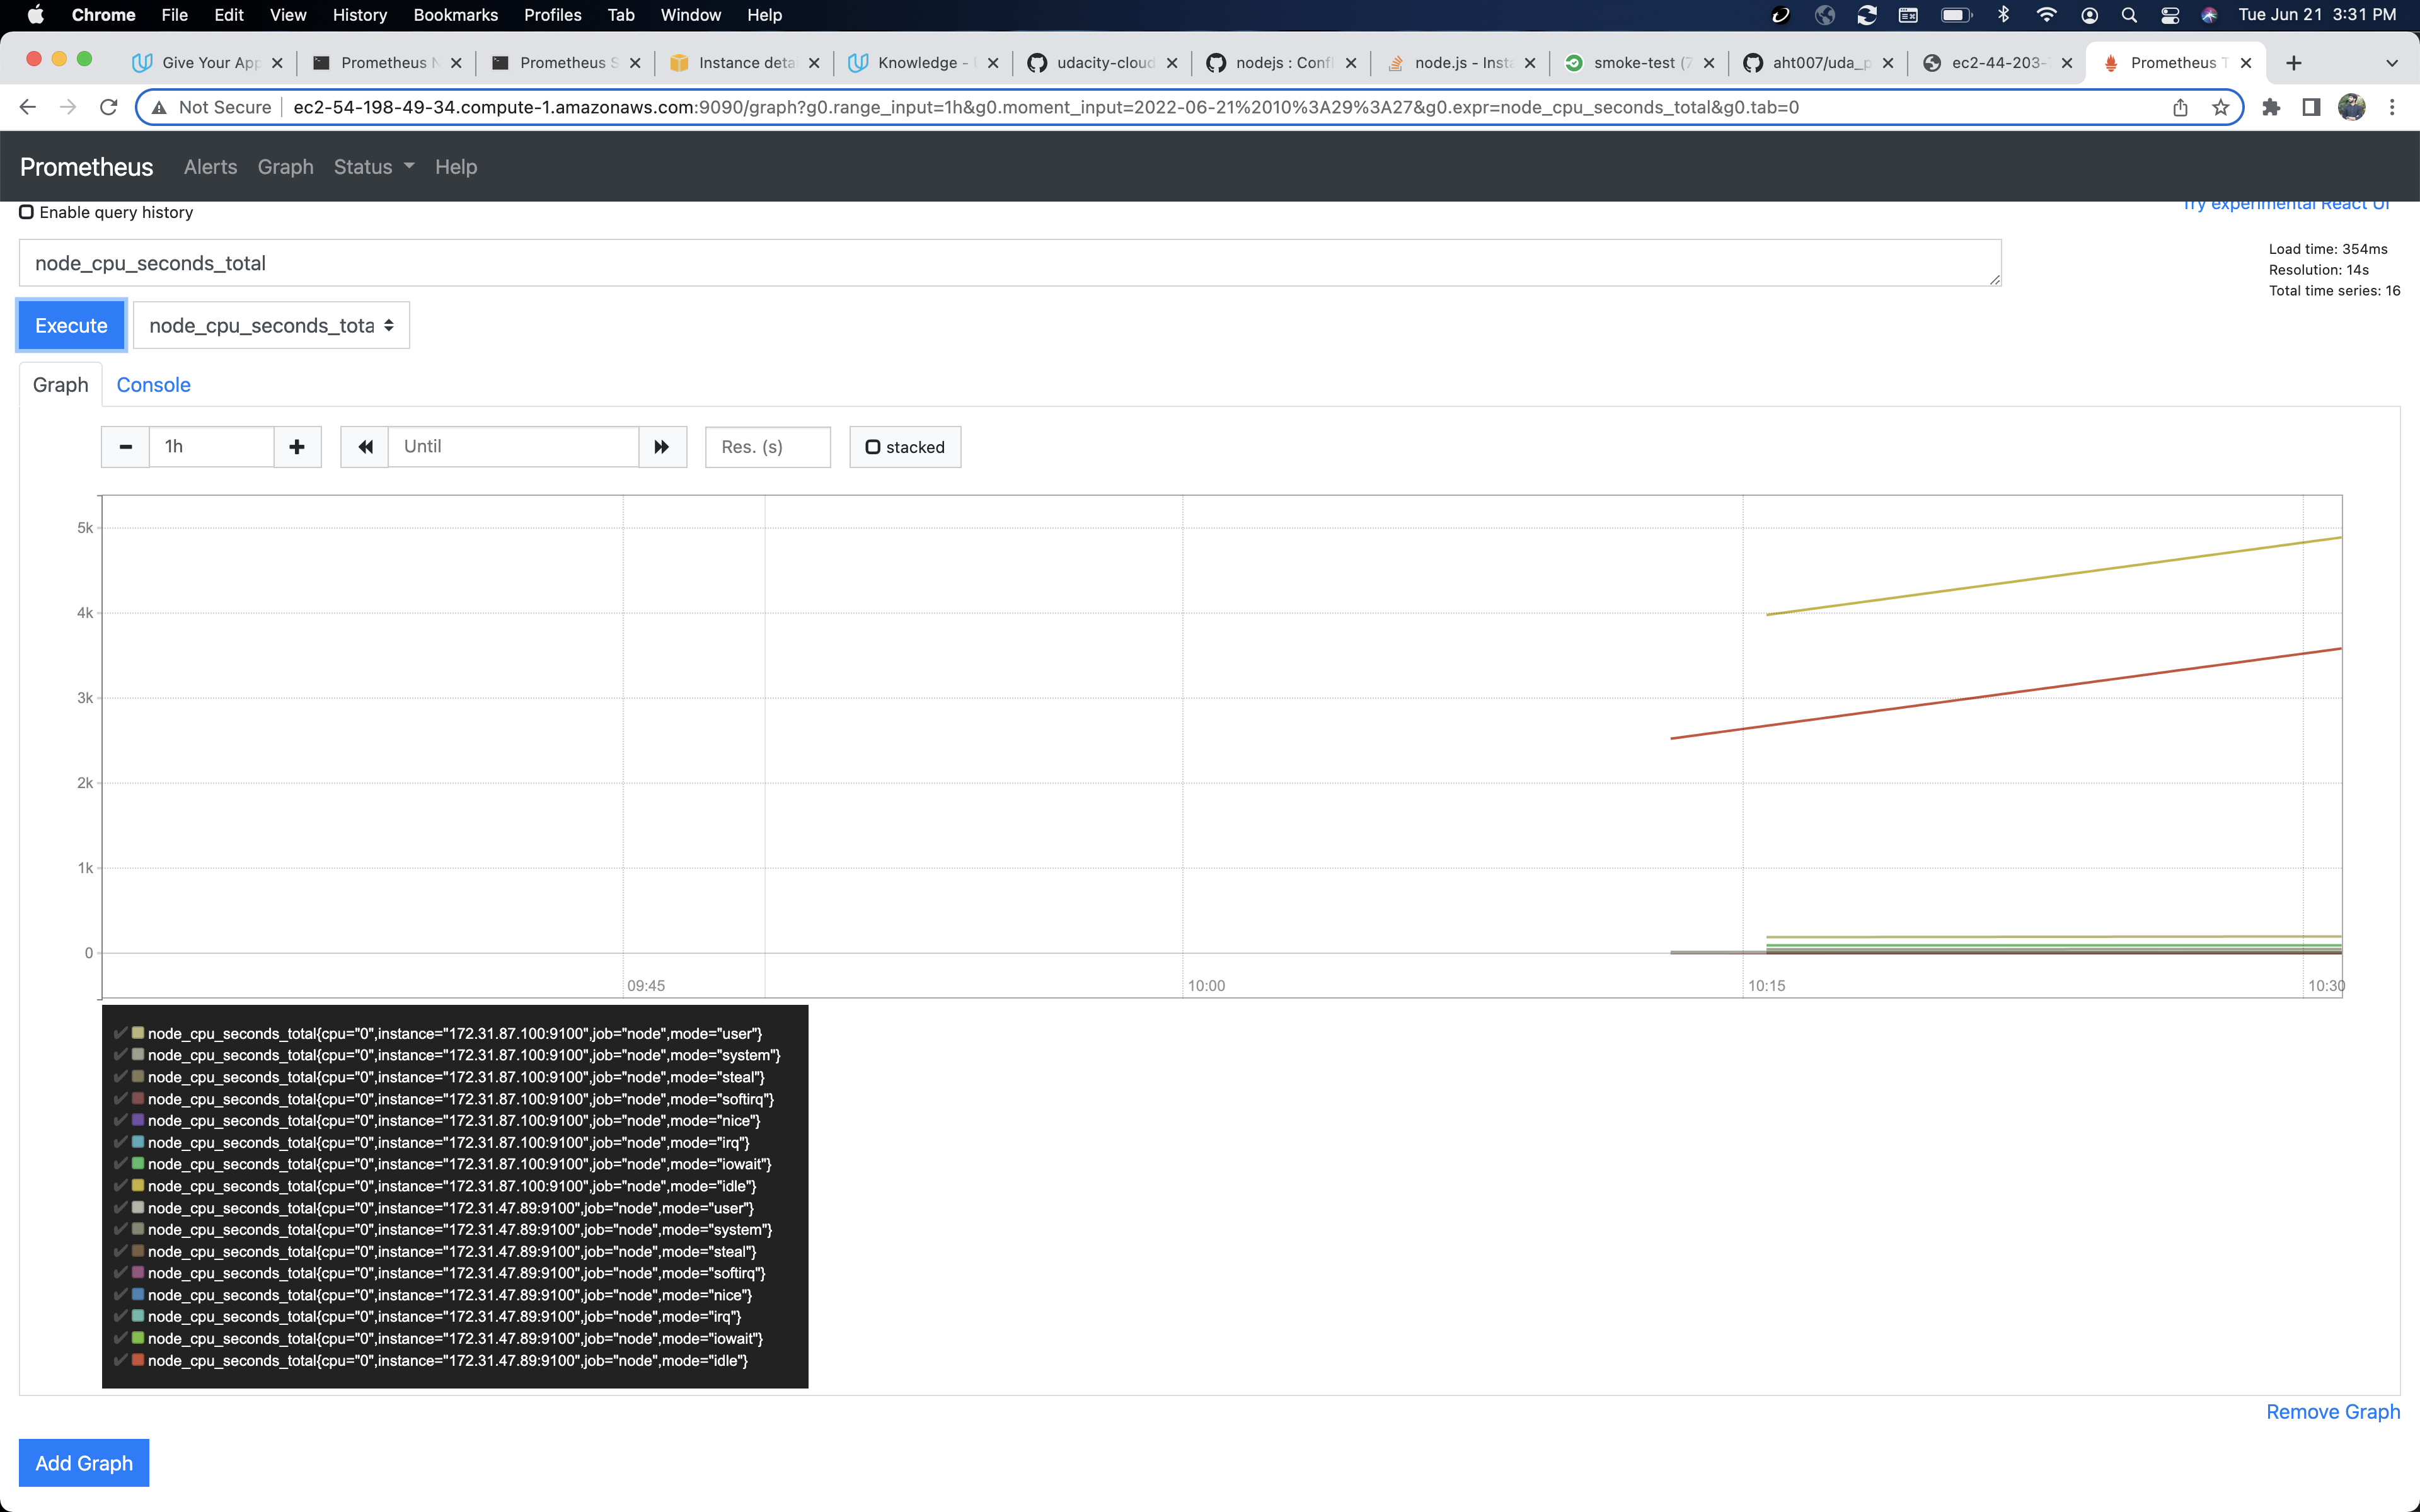 Chrome File Edit View History Bookmarks Profiles Tab Window Help Tue Jun 21 3:31 PM
Give Your App Prometheus N Prometheus S Instance deta Knowledge - udacity-cloud nodejs : Confi node.js - Insta smoke-test (7 aht007/uda_p ec2-44-203- Prometheus T
Not Secure ec2-54-198-49-34.compute-1.amazonaws.com:9090/graph?g0.range_input=1h&g0.moment_input=2022-06-21%2010%3A29%3A27&g0.expr=node_cpu_seconds_total&g0.tab=0
Prometheus Alerts Graph Status Help
Try experimental React UI
Enable query history
node_cpu_seconds_total
Load time: 354ms
Resolution: 14s
Total time series: 16
Execute node_cpu_seconds_tota
Graph Console
1h Until Res. (s) stacked
5k
4k
3k
2k
1k
0
09:45 10:00 10:15 10:30
node_cpu_seconds_total{cpu="0",instance="172.31.87.100:9100",job="node",mode="user"}
node_cpu_seconds_total{cpu="0",instance="172.31.87.100:9100",job="node",mode="system"}
node_cpu_seconds_total{cpu="0",instance="172.31.87.100:9100",job="node",mode="steal"}
node_cpu_seconds_total{cpu="0",instance="172.31.87.100:9100",job="node",mode="softirq"}
node_cpu_seconds_total{cpu="0",instance="172.31.87.100:9100",job="node",mode="nice"}
node_cpu_seconds_total{cpu="0",instance="172.31.87.100:9100",job="node",mode="irq"}
node_cpu_seconds_total{cpu="0",instance="172.31.87.100:9100",job="node",mode="iowait"}
node_cpu_seconds_total{cpu="0",instance="172.31.87.100:9100",job="node",mode="idle"}
node_cpu_seconds_total{cpu="0",instance="172.31.47.89:9100",job="node",mode="user"}
node_cpu_seconds_total{cpu="0",instance="172.31.47.89:9100",job="node",mode="system"}
node_cpu_seconds_total{cpu="0",instance="172.31.47.89:9100",job="node",mode="steal"}
node_cpu_seconds_total{cpu="0",instance="172.31.47.89:9100",job="node",mode="softirq"}
node_cpu_seconds_total{cpu="0",instance="172.31.47.89:9100",job="node",mode="nice"}
node_cpu_seconds_total{cpu="0",instance="172.31.47.89:9100",job="node",mode="irq"}
node_cpu_seconds_total{cpu="0",instance="172.31.47.89:9100",job="node",mode="iowait"}
node_cpu_seconds_total{cpu="0",instance="172.31.47.89:9100",job="node",mode="idle"}
Remove Graph
Add Graph